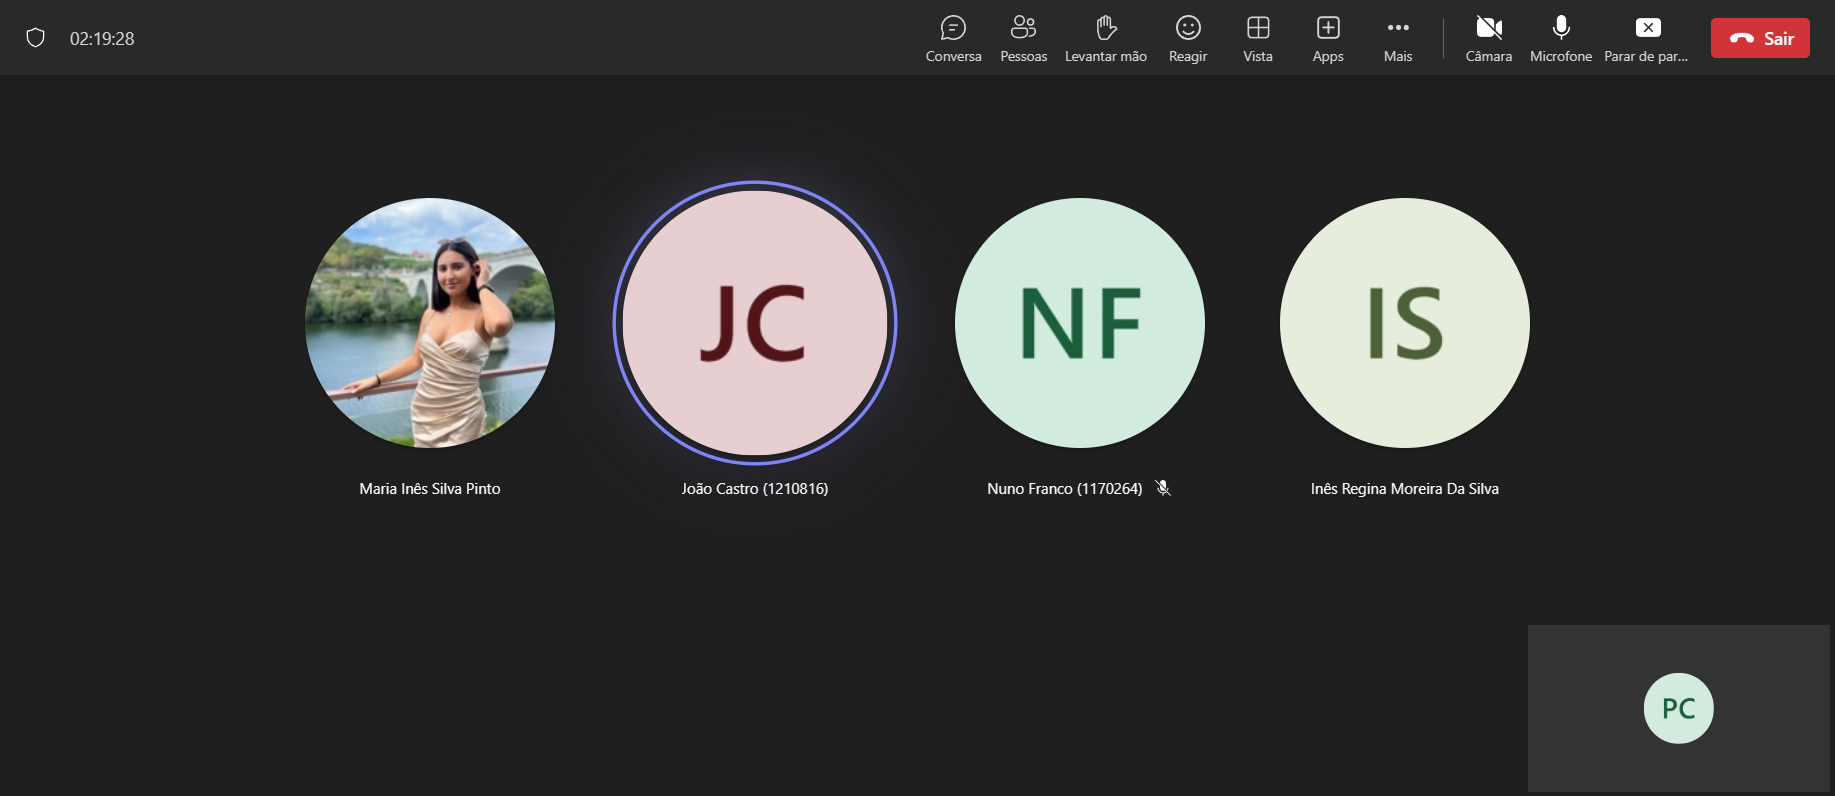 02:19:28
Conversa
Pessoas
Levantar mão
Reagir
Vista
Apps
Mais
Câmara
Microfone
Parar de par...
Sair
JC
NF
IS
Maria Inês Silva Pinto
João Castro (1210816)
Nuno Franco (1170264)
Inês Regina Moreira Da Silva
PC